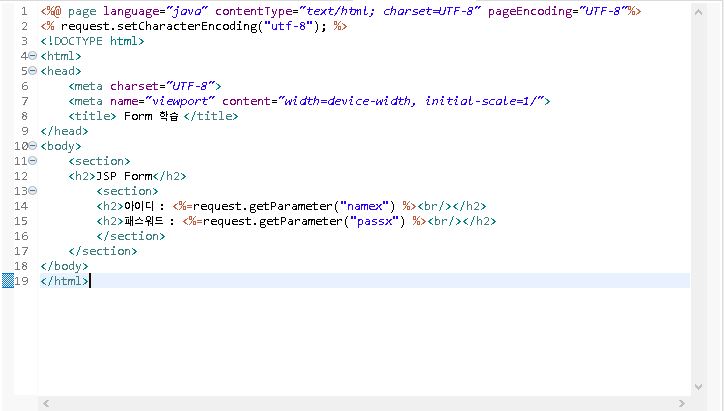 1 <%@ page language="java" contentType="text/html; charset=UTF-8" pageEncoding="UTF-8"%>
2 <% request.setCharacterEncoding("utf-8"); %>
3 <!DOCTYPE html>
4 <html>
5 <head>
6 <meta charset="UTF-8">
7 <meta name="viewport" content="width=device-width, initial-scale=1/">
8 <title> Form 학습 </title>
9 </head>
10 <body>
11 <section>
12 <h2>JSP Form</h2>
13 <section>
14 <h2>아이디 : <%=request.getParameter("namex") %><br/></h2>
15 <h2>패스워드 : <%=request.getParameter("passx") %><br/></h2>
16 </section>
17 </section>
18 </body>
19 </html>